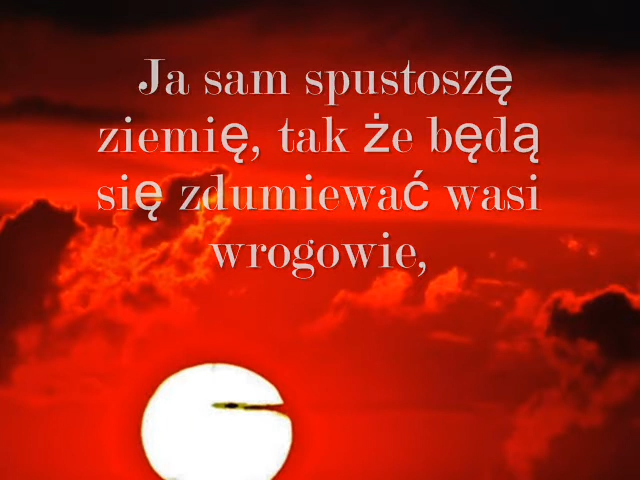 Ja sam spustoszę
ziemię, tak że będą
się zdumiewać wasi
wrogowie,